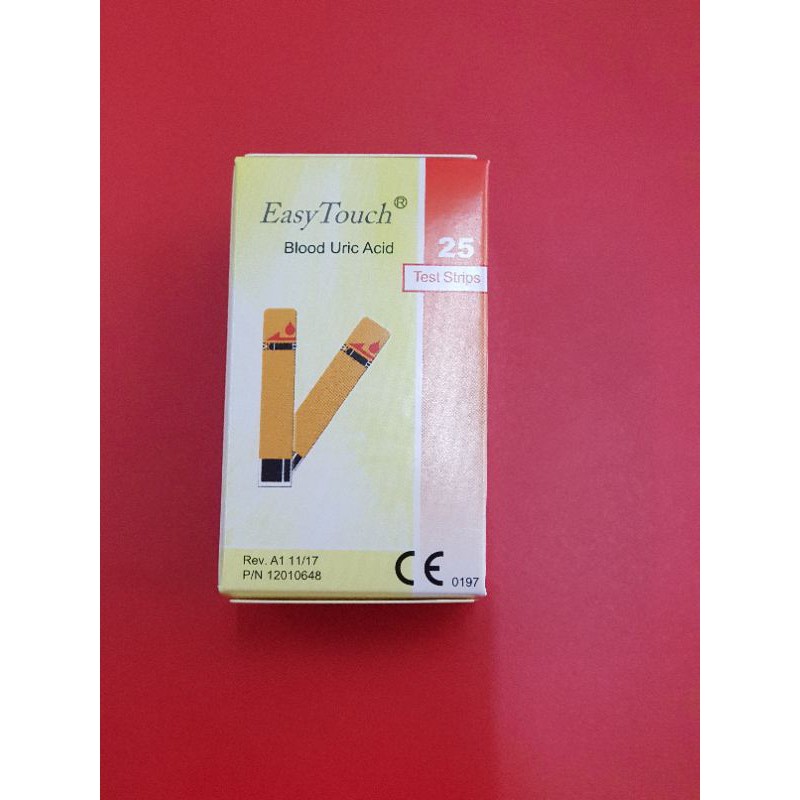 EasyTouch®
Blood Uric Acid
25
Test Strips
Rev. A1 11/17
P/N 12010648
CE 0197